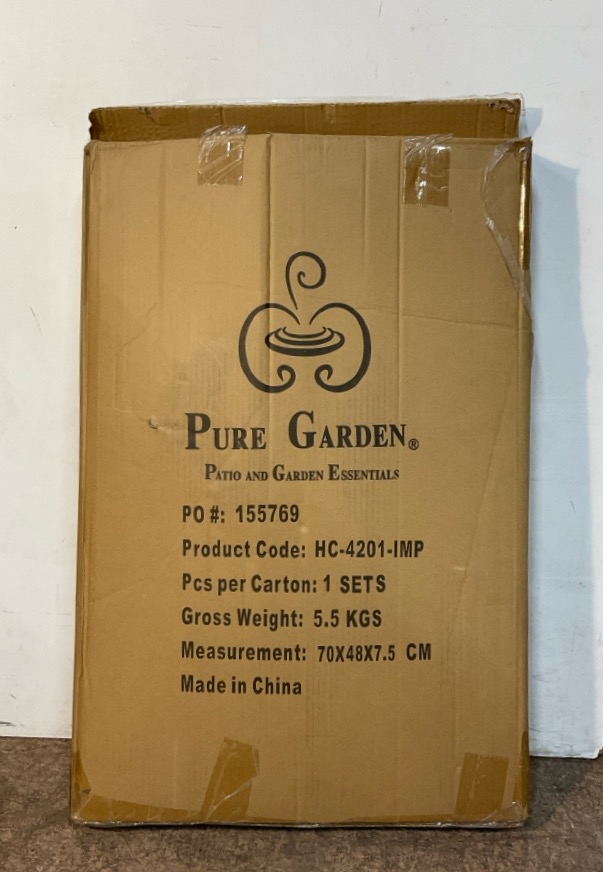 PURE GARDEN®
PATIO AND GARDEN ESSENTIALS
PO #: 155769
Product Code: HC-4201-IMP
Pcs per Carton: 1 SETS
Gross Weight: 5.5 KGS
Measurement: 70X48X7.5 CM
Made in China